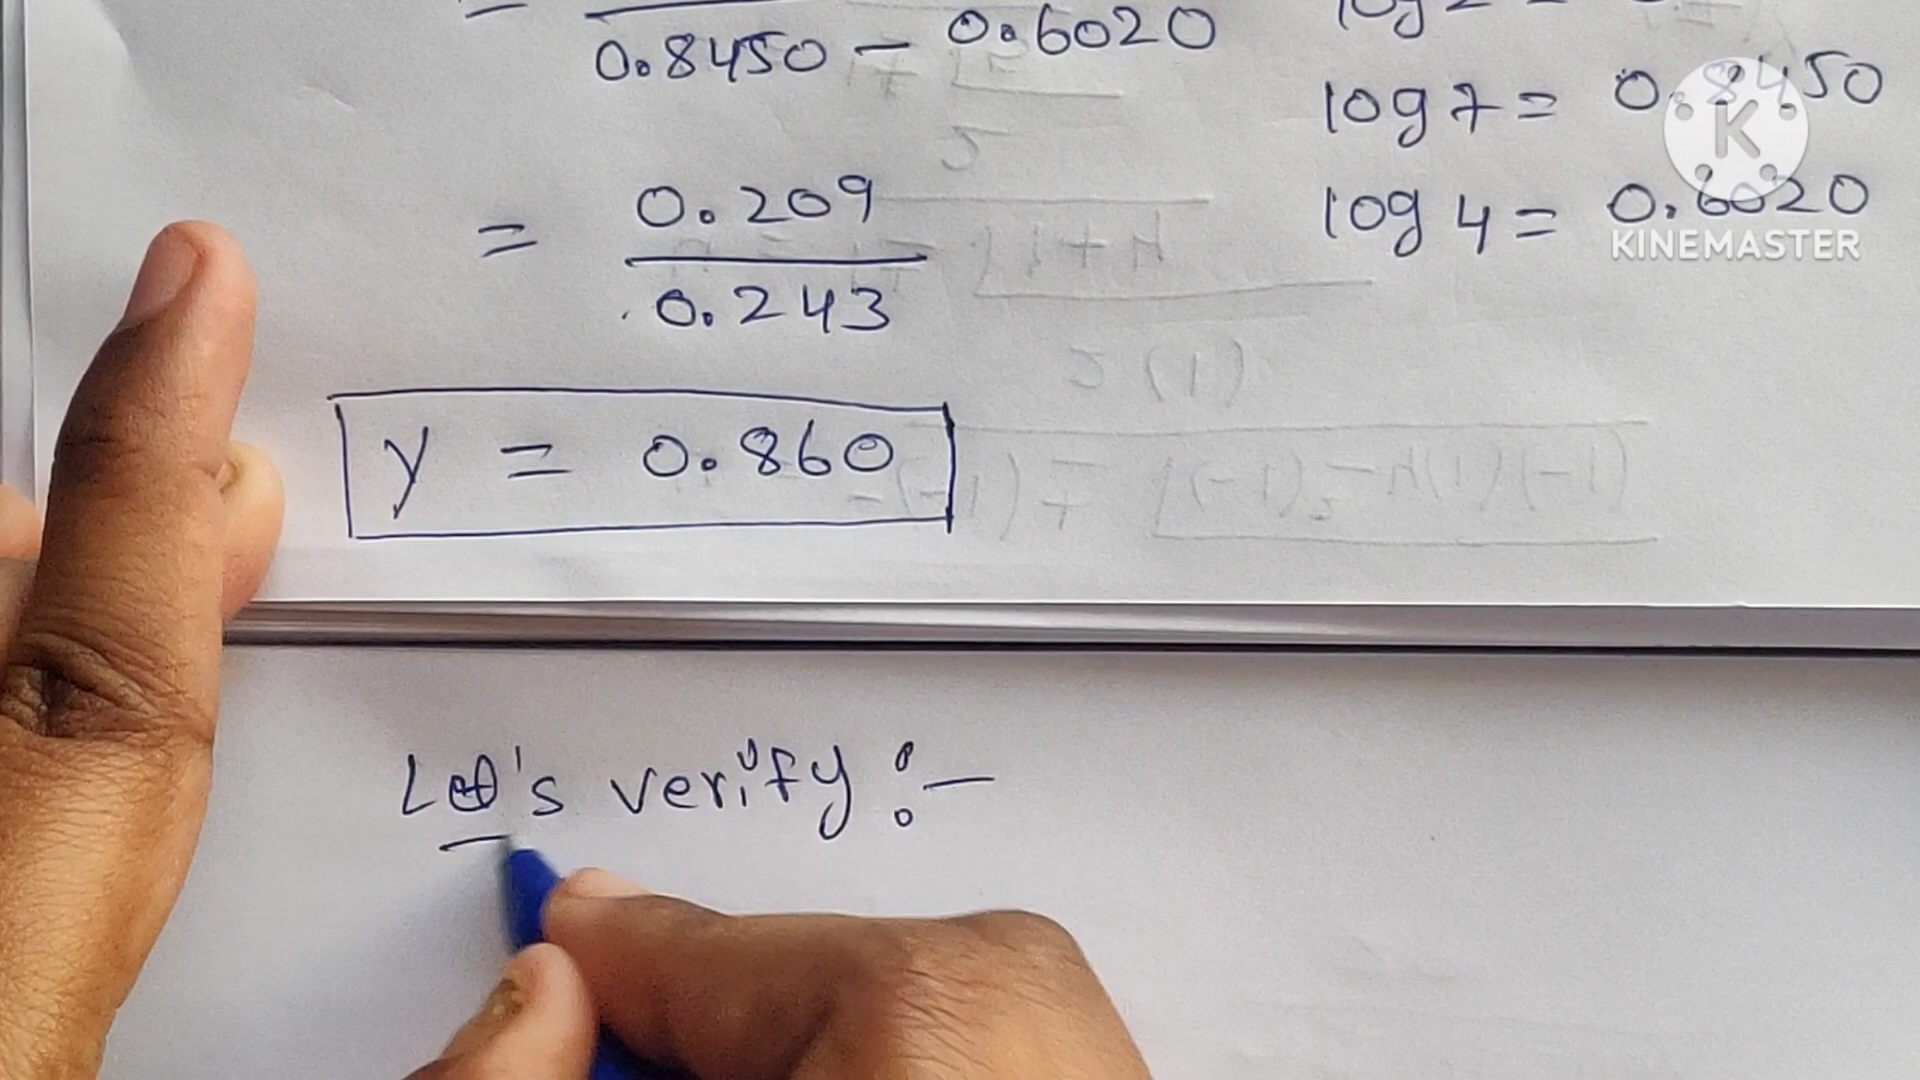 =
0.8450 - 0.6020
log 7 = 0.8450
= 0.209
0.243
log 4 = 0.6020
KINEMASTER
y = 0.860
Let's verify :-